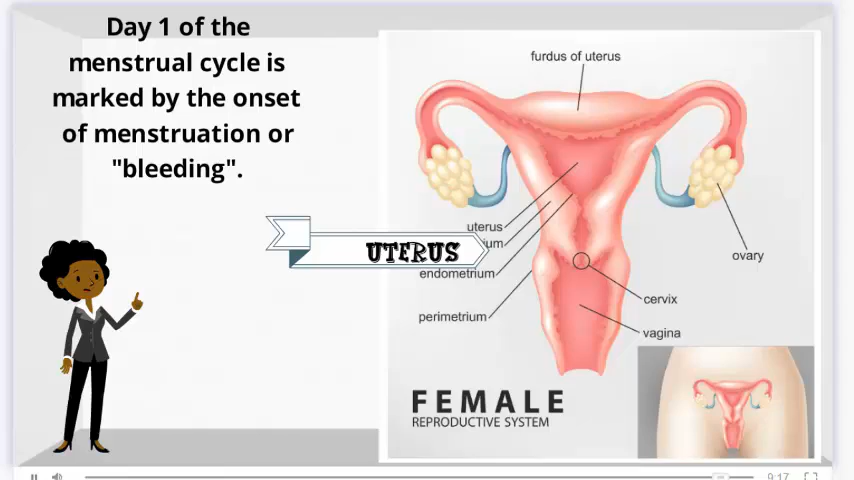 Day 1 of the
menstrual cycle is
marked by the onset
of menstruation or
"bleeding".
furdus of uterus
uterus
ium
UTERUS
endometrium
perimetrium
ovary
cervix
vagina
FEMALE
REPRODUCTIVE SYSTEM
9:17